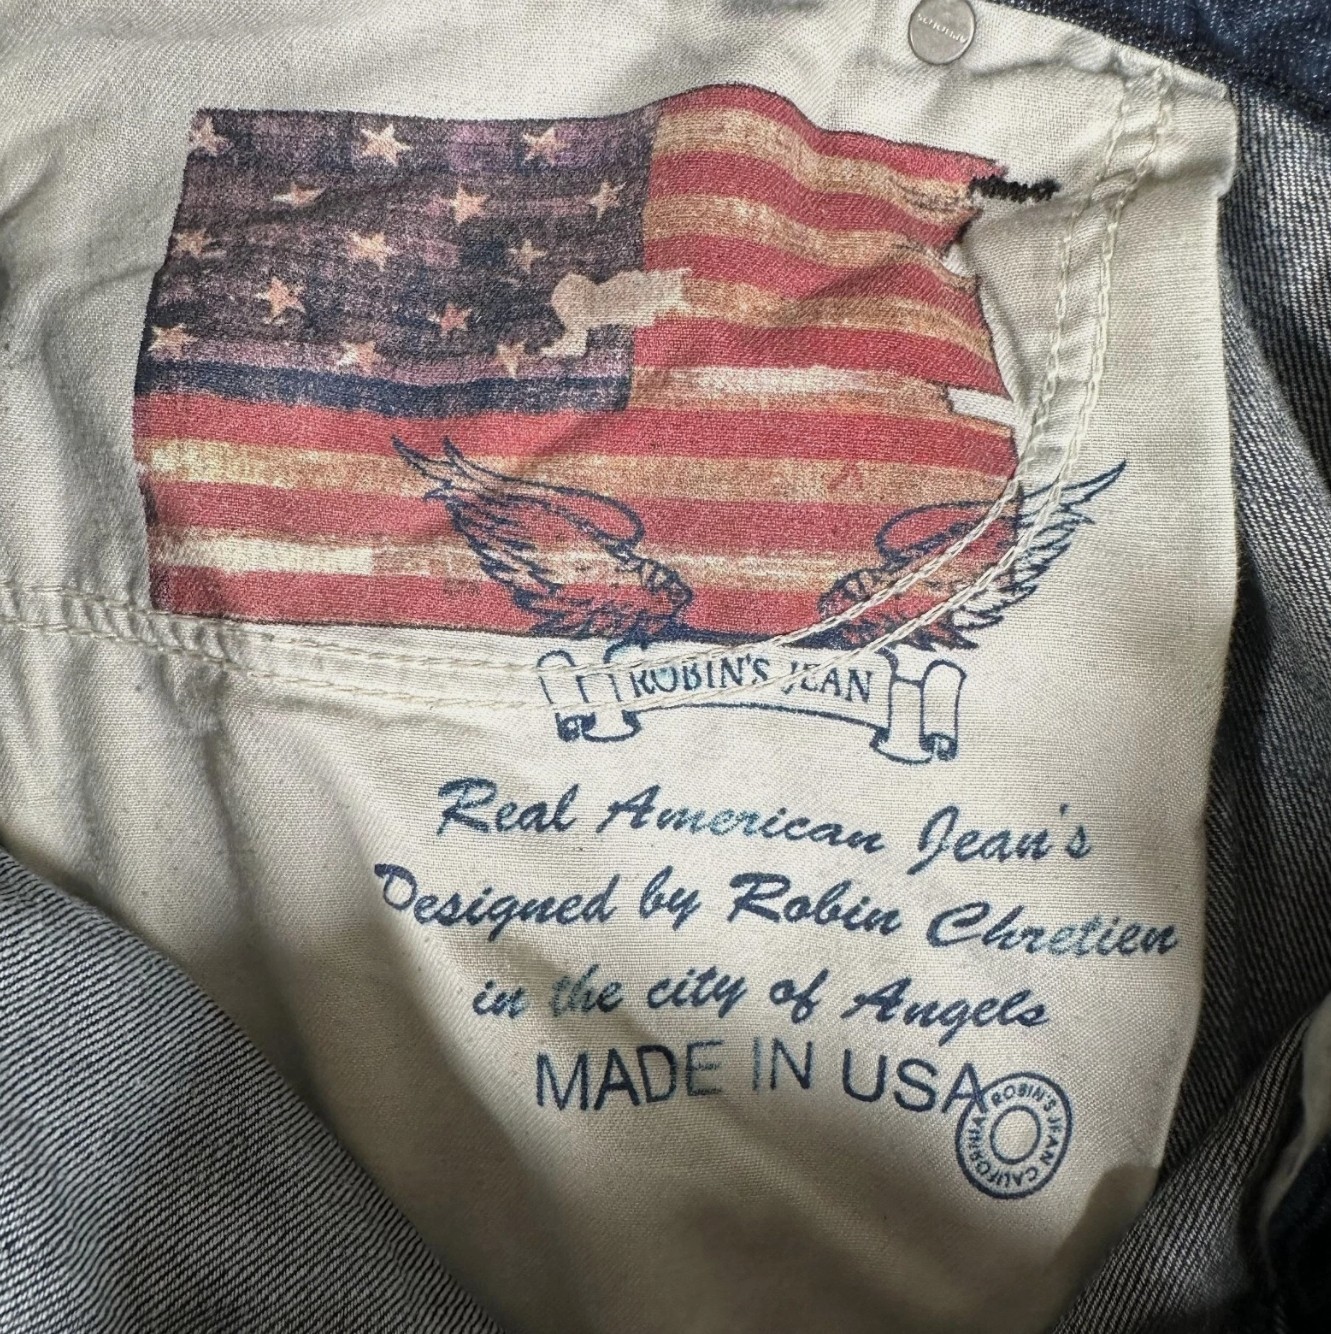 ROBIN'S JEAN
Real American Jean's
Designed by Robin Chretien
in the city of Angels
MADE IN USA
ROBIN'S JEAN CALIFORNIA